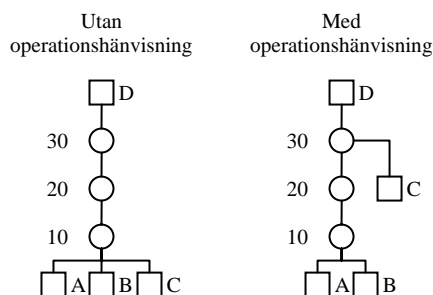 Utan
operationshänvisning
D
30
20
10
A B C
Med
operationshänvisning
D
30
20
C
10
A B